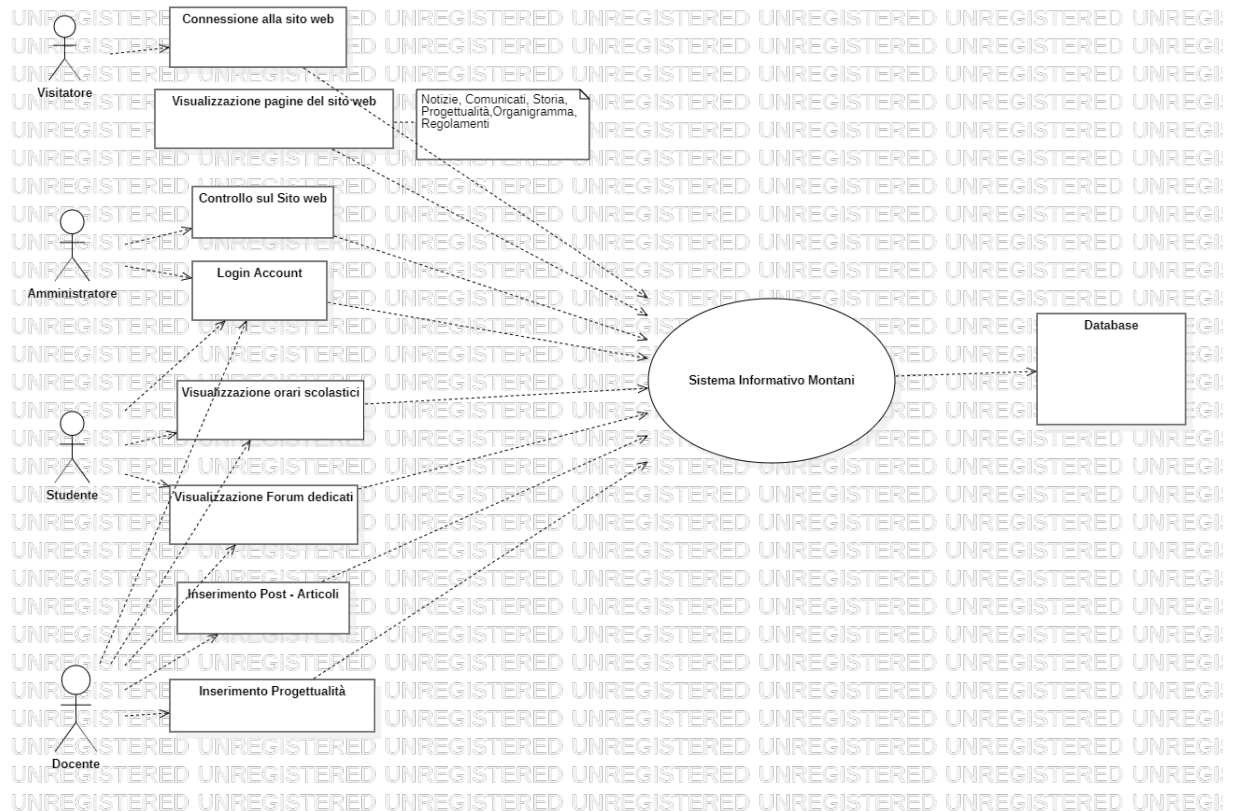 Connessione alla sito web
Visitatore
Visualizzazione pagine del sito web
Notizie, Comunicati, Storia,
Progettualità,Organigramma,
Regolamenti
Controllo sul Sito web
Login Account
Amministratore
Database
Sistema Informativo Montani
Visualizzazione orari scolastici
Studente
Visualizzazione Forum dedicati
Inserimento Post - Articoli
Inserimento Progettualità
Docente
UNREGISTERED